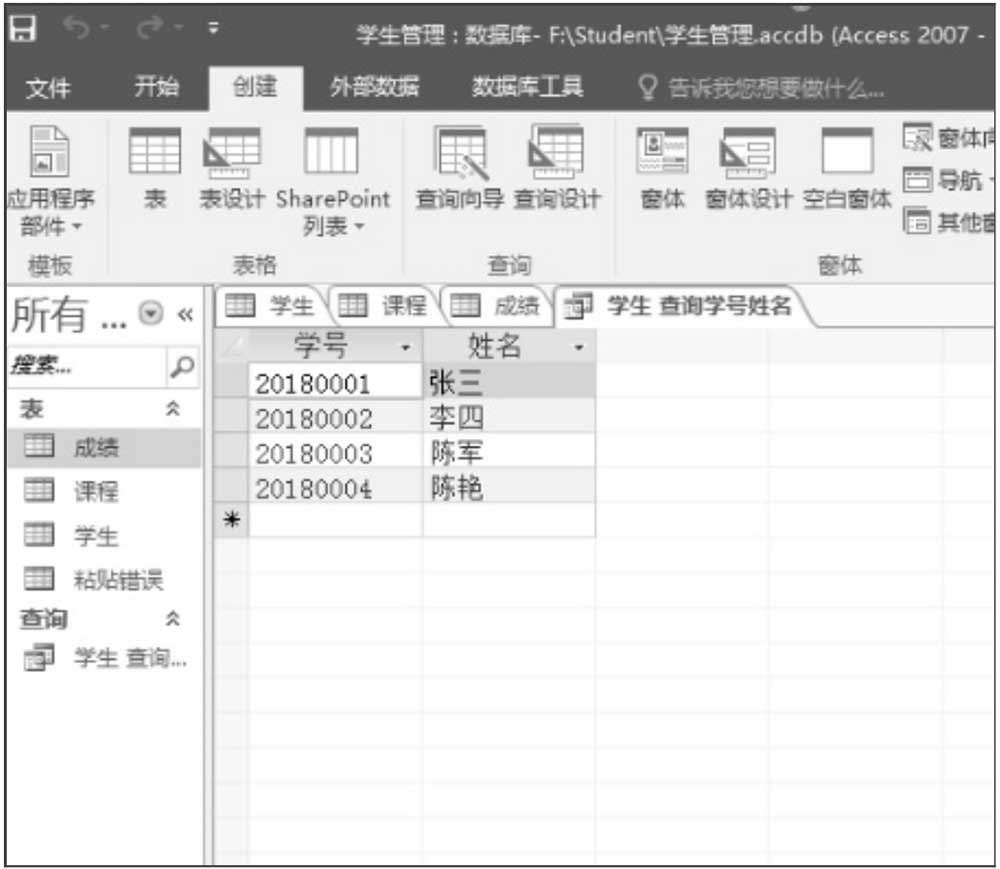 学生管理 : 数据库- F:\Student\学生管理.accdb (Access 2007 -
文件 开始 创建 外部数据 数据库工具 告诉我您想要做什么...
应用程序 部件
表
表设计
SharePoint 列表
查询向导
查询设计
窗体
窗体设计
空白窗体
窗体向
导航
其他窗
模板 表格 查询 窗体
所有 ... «
搜索...
表
成绩
课程
学生
粘贴错误
查询
学生 查询...
学生 课程 成绩 学生 查询学号姓名
学号 姓名
20180001 张三
20180002 李四
20180003 陈军
20180004 陈艳
*